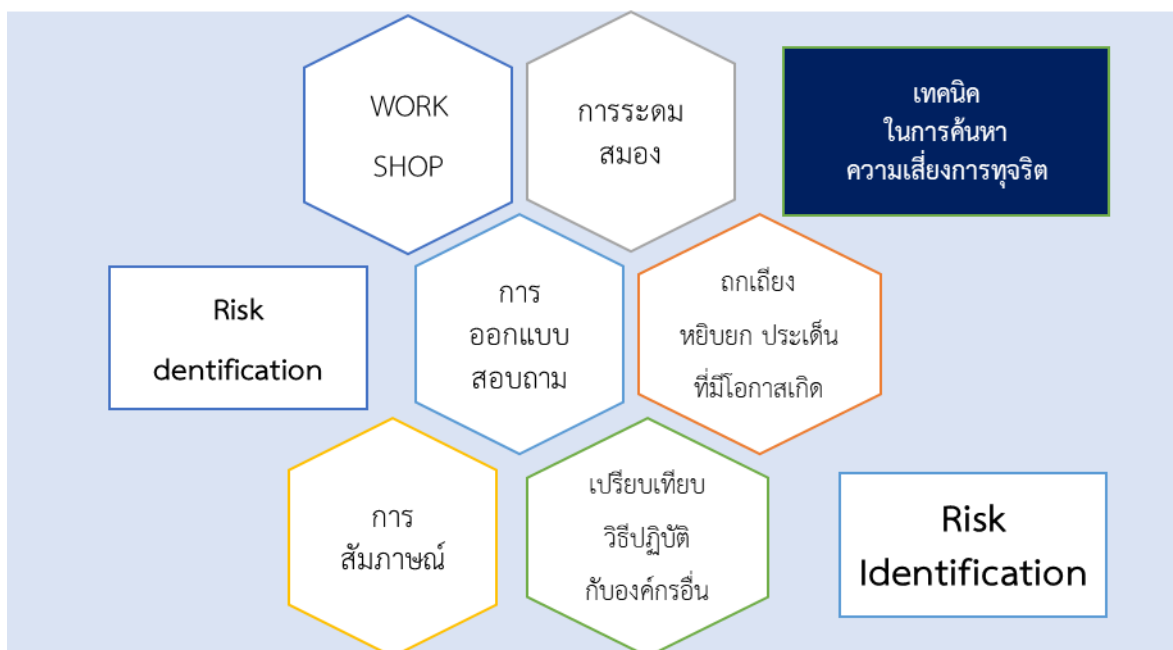 WORK
SHOP
การระดม
สมอง
เทคนิค
ในการค้นหา
ความเสี่ยงการทุจริต
Risk
dentification
การ
ออกแบบ
สอบถาม
ถกเถียง
หยิบยก ประเด็น
ที่มีโอกาสเกิด
การ
สัมภาษณ์
เปรียบเทียบ
วิธีปฏิบัติ
กับองค์กรอื่น
Risk
Identification